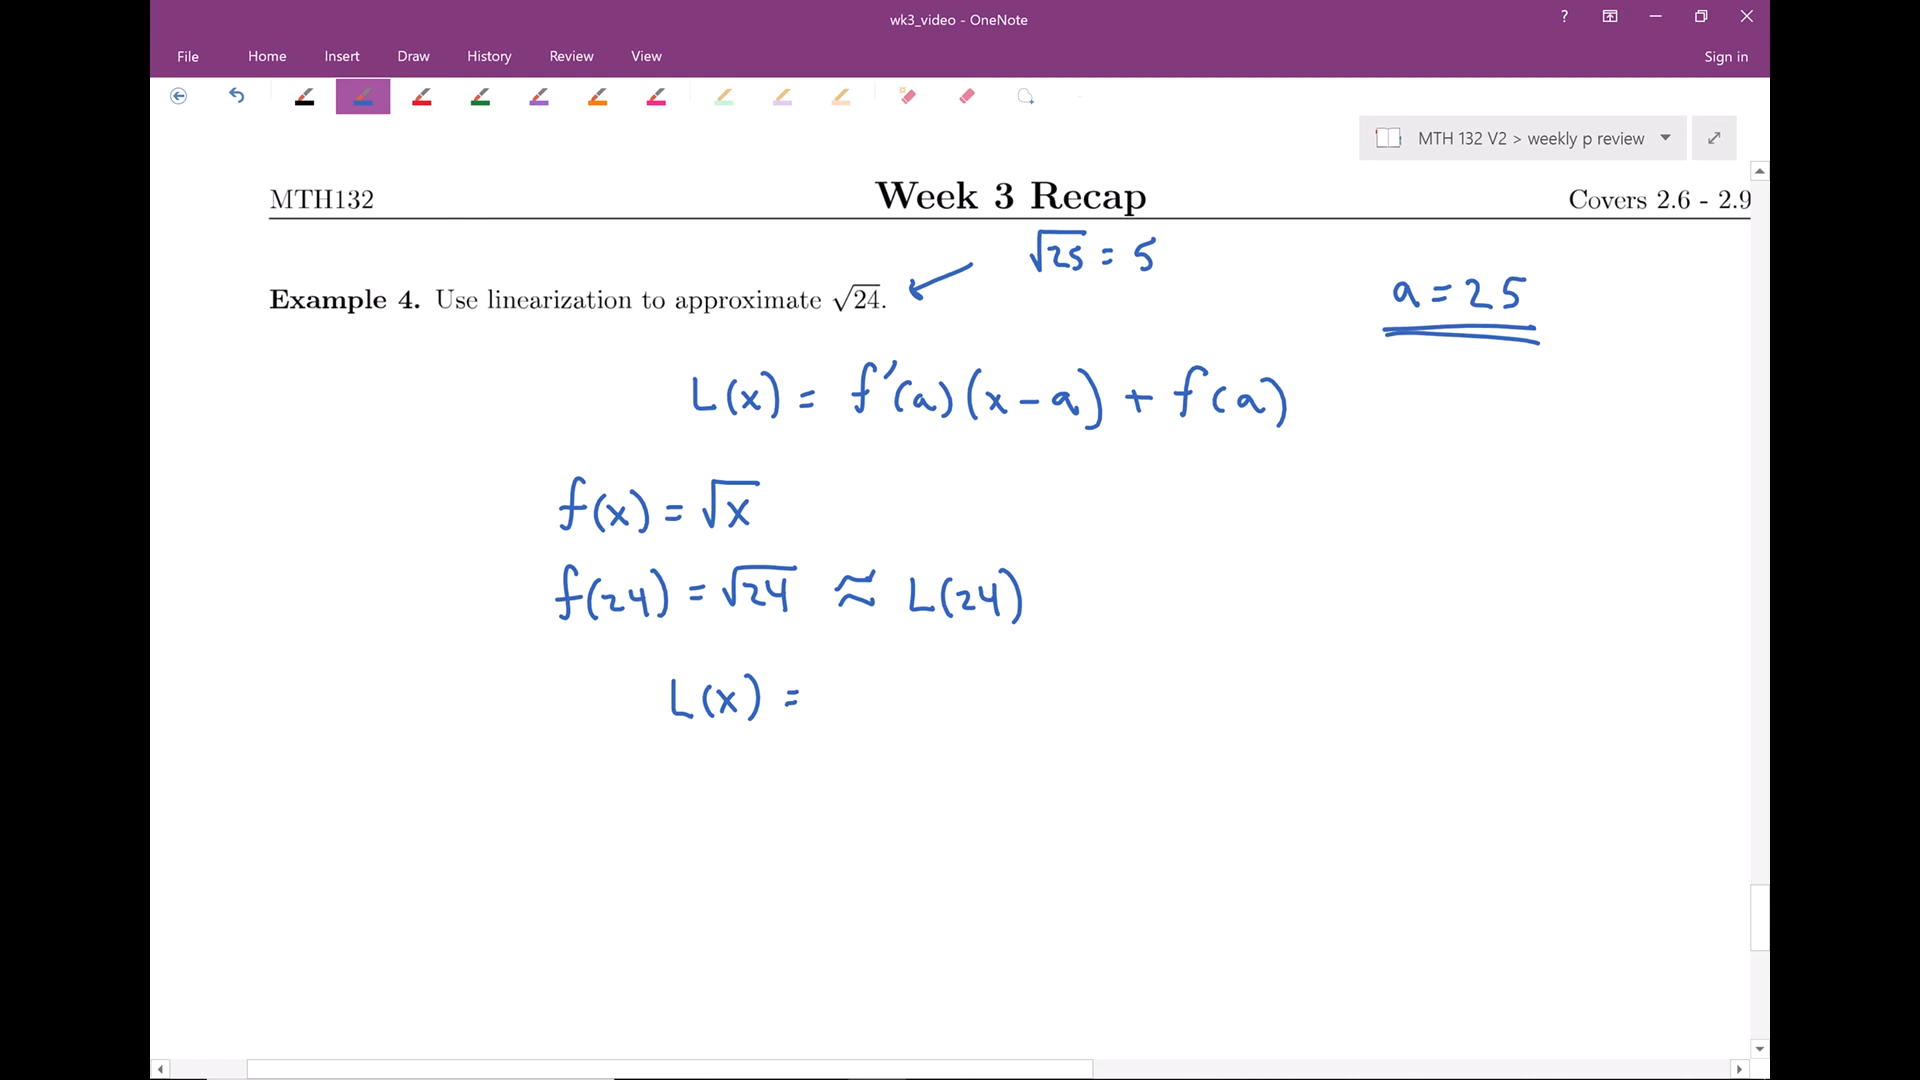 wk3_video - OneNote
?
File Home Insert Draw History Review View Sign in
MTH 132 V2 > weekly p review
MTH132 Week 3 Recap Covers 2.6 - 2.9
√25 = 5
Example 4. Use linearization to approximate √24.
a = 25
L(x) = f'(a)(x - a) + f(a)
f(x) = √x
f(24) = √24 ≈ L(24)
L(x) =